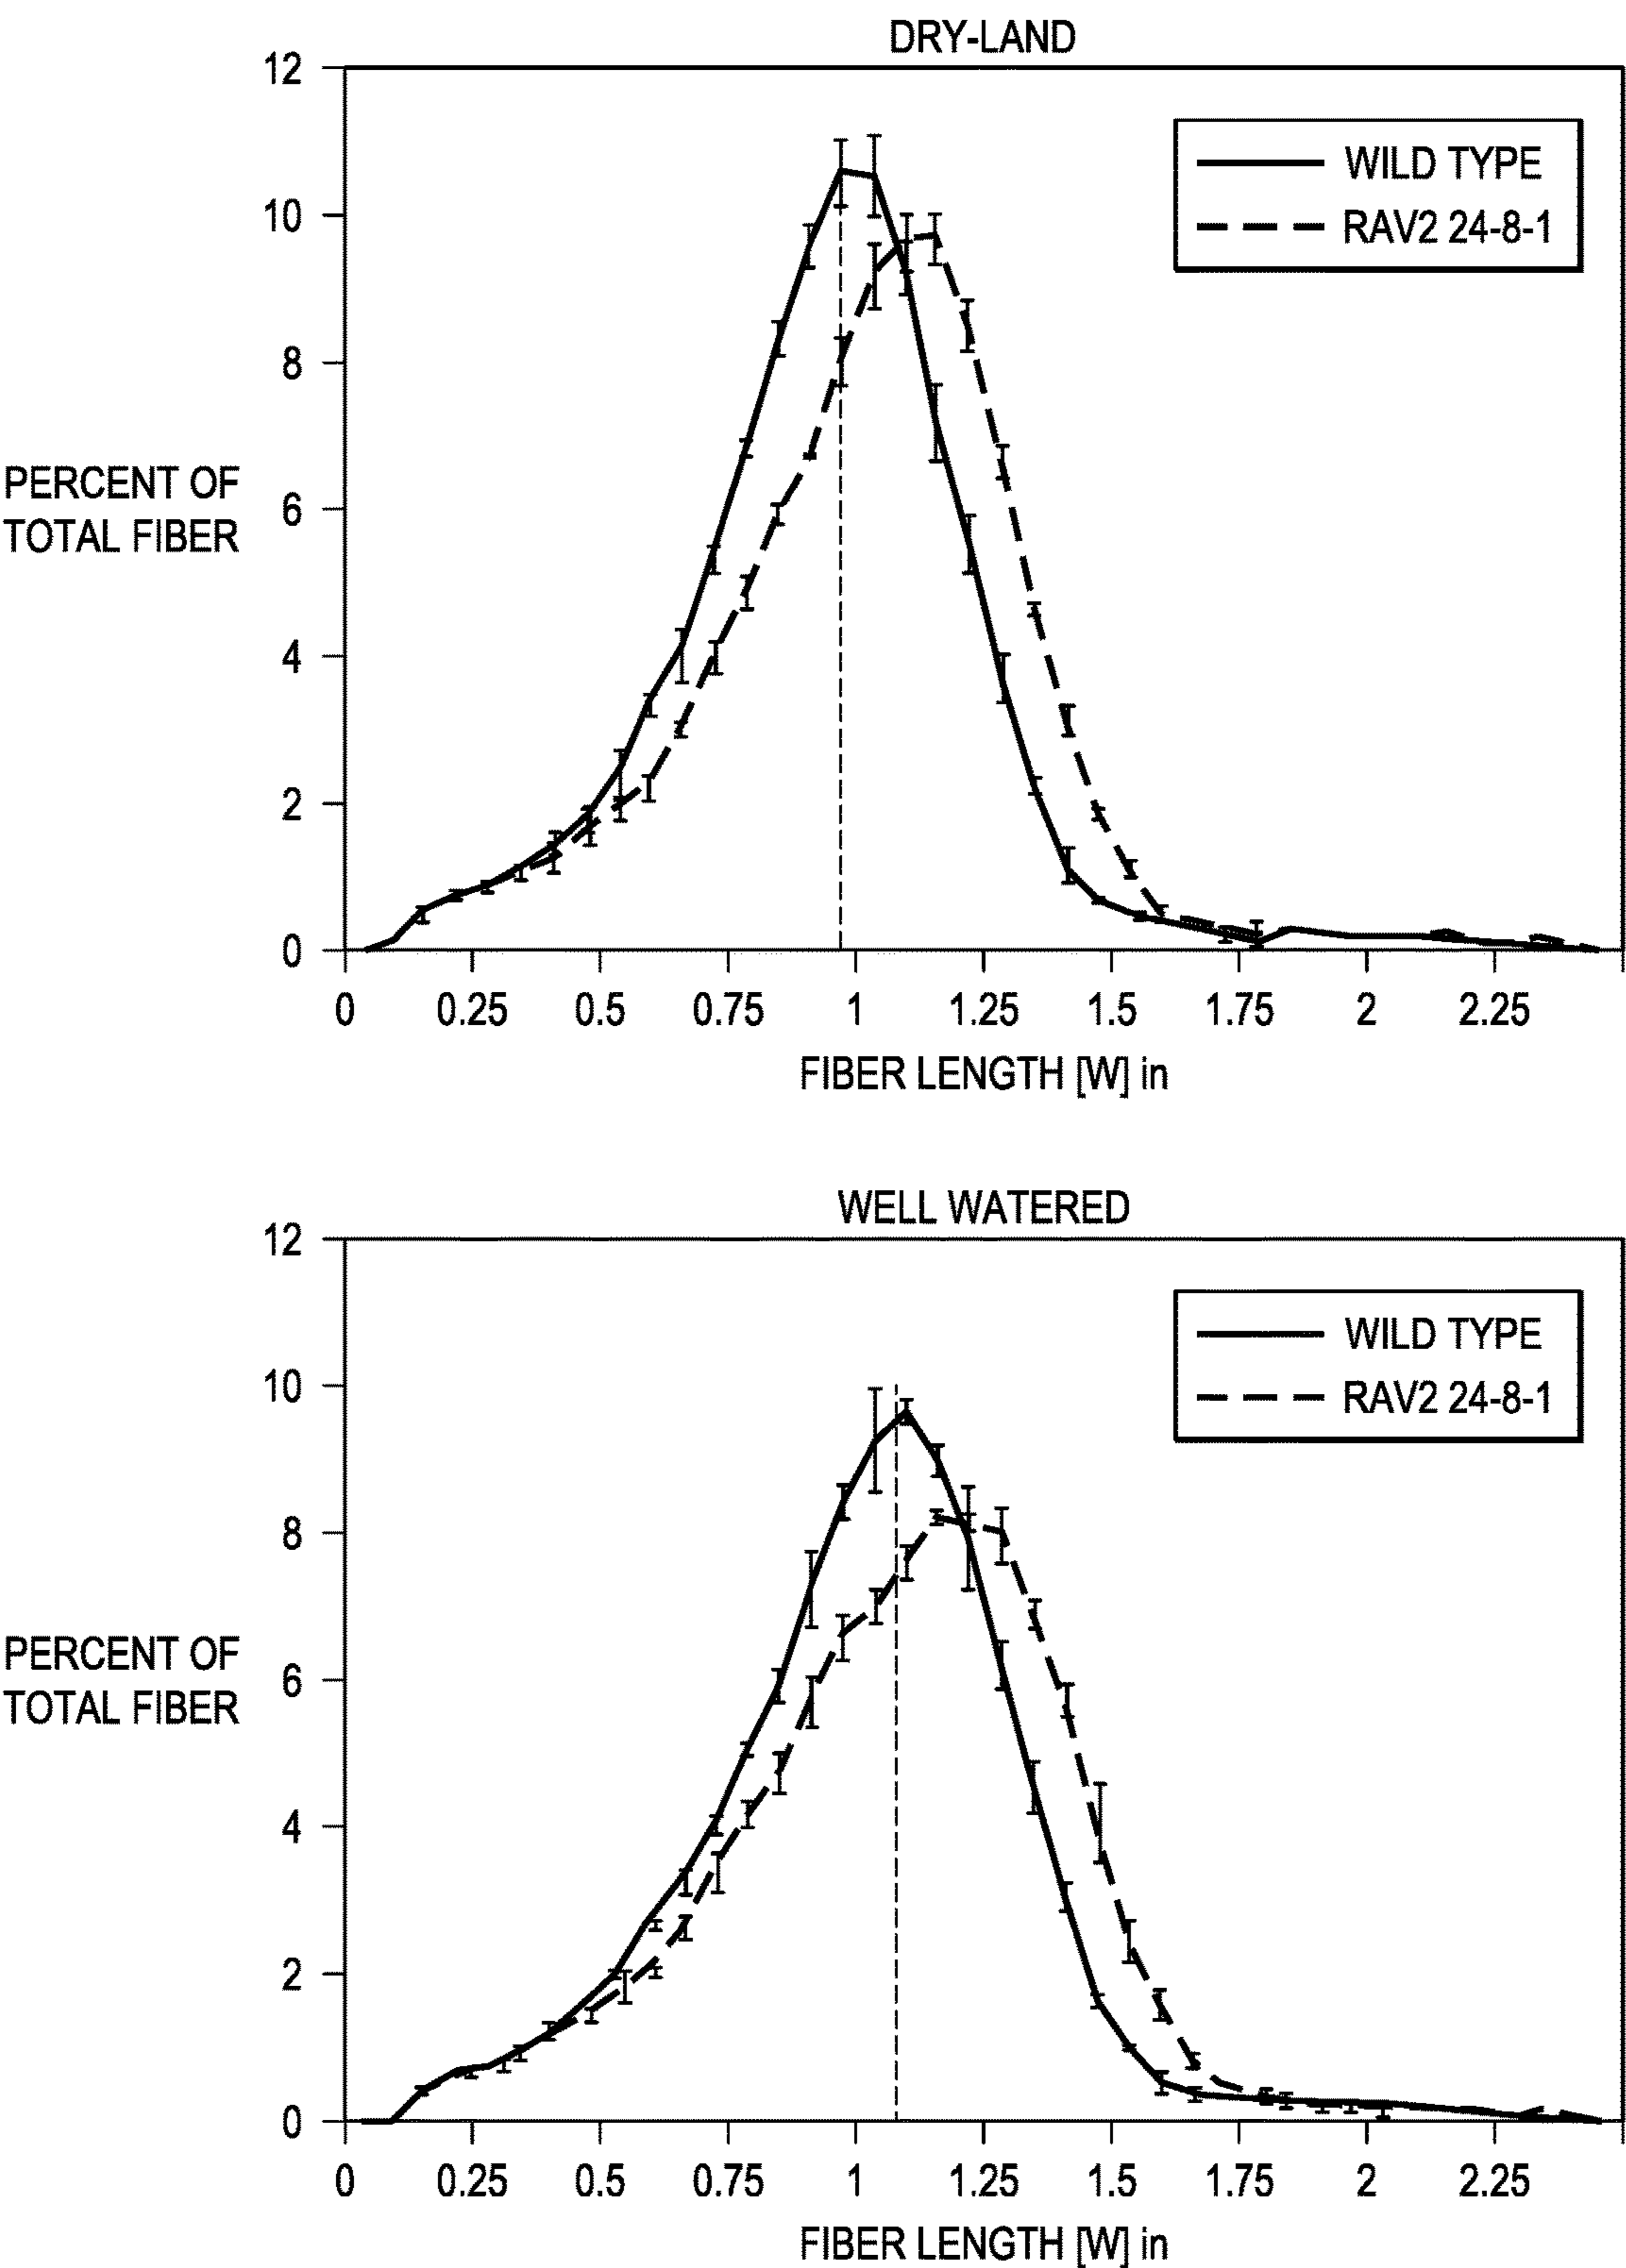 DRY-LAND
12
10
8
6
4
2
0
PERCENT OF
TOTAL FIBER
WILD TYPE
RAV2 24-8-1
0 0.25 0.5 0.75 1 1.25 1.5 1.75 2 2.25
FIBER LENGTH [W] in
WELL WATERED
12
10
8
6
4
2
0
PERCENT OF
TOTAL FIBER
WILD TYPE
RAV2 24-8-1
0 0.25 0.5 0.75 1 1.25 1.5 1.75 2 2.25
FIBER LENGTH [W] in